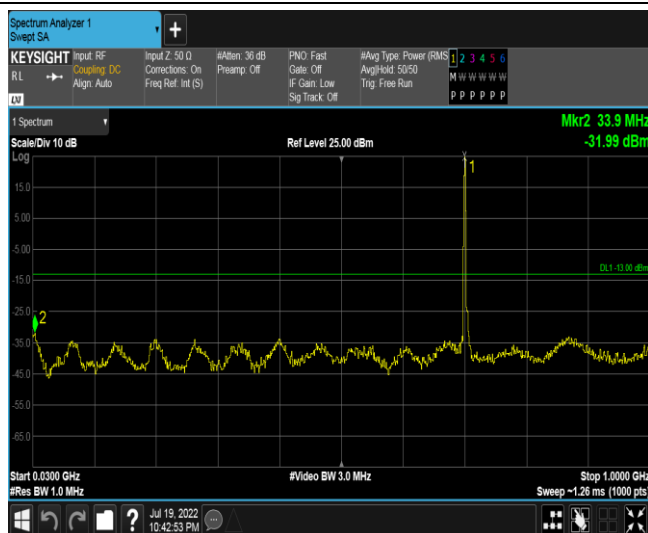 Spectrum Analyzer 1
Swept SA
+
KEYSIGHT
RL
LXI
Input: RF
Coupling: DC
Align: Auto
Input Z: 50 Ω
Corrections: On
Freq Ref: Int (S)
#Atten: 36 dB
Preamp: Off
PNO: Fast
Gate: Off
IF Gain: Low
Sig Track: Off
#Avg Type: Power (RMS
Avg|Hold: 50/50
Trig: Free Run
1 2 3 4 5 6
M W W W W W
P P P P P P
1 Spectrum
Scale/Div 10 dB
Ref Level 25.00 dBm
Mkr2 33.9 MHz
-31.99 dBm
Log
15.0
5.00
-5.00
-15.0
-25.0
-35.0
-45.0
-55.0
-65.0
1
2
DL1 -13.00 dBm
Start 0.0300 GHz
#Res BW 1.0 MHz
#Video BW 3.0 MHz
Stop 1.0000 GHz
Sweep ~1.26 ms (1000 pts)
?
Jul 19, 2022
10:42:53 PM